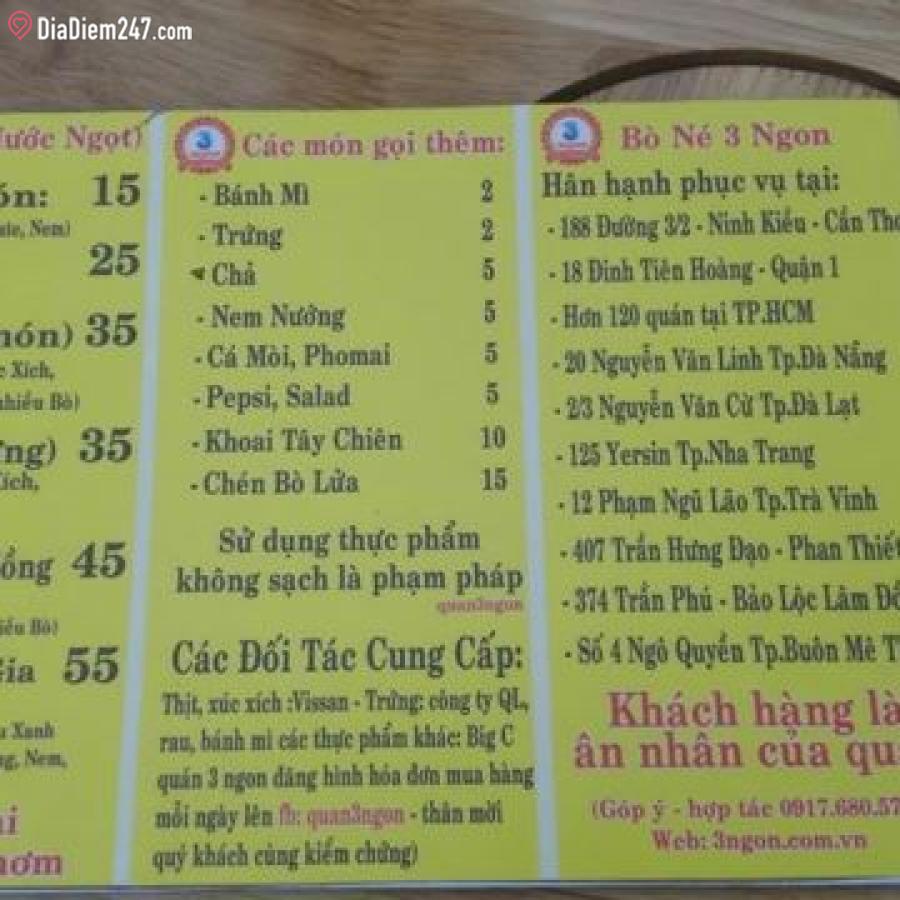 DiaDiem247.com
Nước Ngọt)
ón: 15
ate, Nem)
25
món) 35
c Xích,
nhiều Bò)
ng) 35
Xích,
ồng 45
iều Bò)
Gia 55
u Xanh
ng, Nem,
ơm
3
Các món gọi thêm:
- Bánh Mì 2
- Trứng 2
Chả 5
- Nem Nướng 5
- Cá Mòi, Phomai 5
- Pepsi, Salad 5
- Khoai Tây Chiên 10
- Chén Bò Lửa 15
Sử dụng thực phẩm
không sạch là phạm pháp
quan3ngon
Các Đối Tác Cung Cấp:
Thịt, xúc xích :Vissan - Trứng: công ty QL,
rau, bánh mì các thực phẩm khác: Big C
quán 3 ngon đăng hình hóa đơn mua hàng
mỗi ngày lên fb: quan3ngon - thân mời
quý khách cùng kiểm chứng)
3
Bò Né 3 Ngon
Hân hạnh phục vụ tại:
- 188 Đường 3/2 - Ninh Kiều - Cần Thơ
- 18 Đinh Tiên Hoàng - Quận 1
- Hơn 120 quán tại TP.HCM
- 20 Nguyễn Văn Linh Tp.Đà Nẵng
- 23 Nguyễn Văn Cừ Tp.Đà Lạt
- 125 Yersin Tp.Nha Trang
- 12 Phạm Ngũ Lão Tp.Trà Vinh
- 407 Trần Hưng Đạo - Phan Thiết
- 374 Trần Phú - Bảo Lộc Lâm Đồ
- Số 4 Ngô Quyền Tp.Buôn Mê T
Khách hàng là
ân nhân của qu
(Góp ý - hợp tác 0917.680.57
Web: 3ngon.com.vn